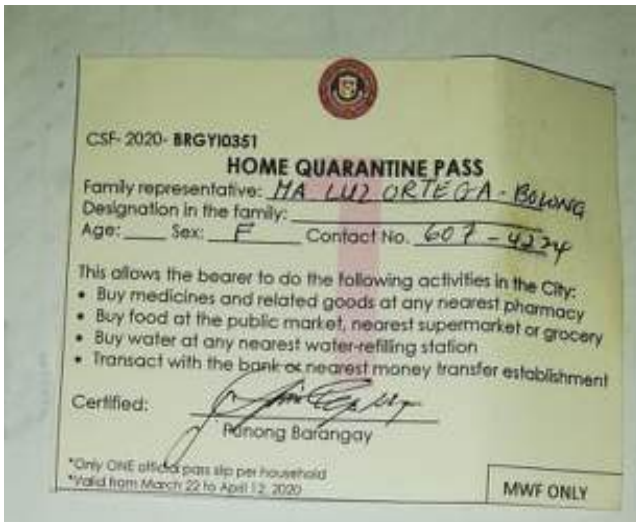 CSF- 2020- BRGYI0351
HOME QUARANTINE PASS
Family representative: MA LUZ ORTEGA - BOLONG
Designation in the family:
Age: Sex: F Contact No. 607 - 4224
This allows the bearer to do the following activities in the City:
• Buy medicines and related goods at any nearest pharmacy
• Buy food at the public market, nearest supermarket or grocery
• Buy water at any nearest water-refilling station
• Transact with the bank or nearest money transfer establishment
Certified:
Punong Barangay
*Only ONE official pass slip per household
*Valid from March 22 to April 12, 2020
MWF ONLY